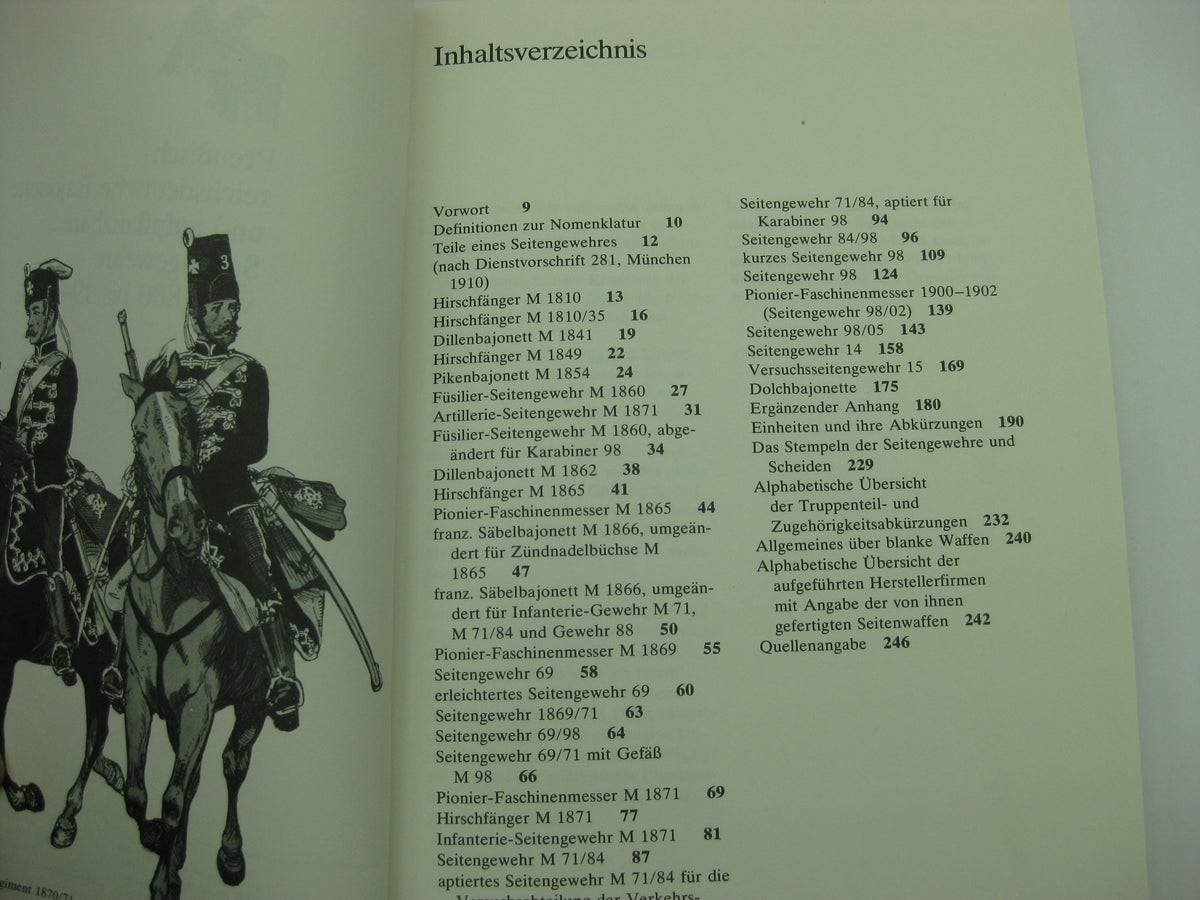 Inhaltsverzeichnis
Vorwort 9
Definitionen zur Nomenklatur 10
Teile eines Seitengewehres 12
(nach Dienstvorschrift 281, München
1910)
Hirschfänger M 1810 13
Hirschfänger M 1810/35 16
Dillenbajonett M 1841 19
Hirschfänger M 1849 22
Pikenbajonett M 1854 24
Füsilier-Seitengewehr M 1860 27
Artillerie-Seitengewehr M 1871 31
Füsilier-Seitengewehr M 1860, abge-
ändert für Karabiner 98 34
Dillenbajonett M 1862 38
Hirschfänger M 1865 41
Pionier-Faschinenmesser M 1865 44
franz. Säbelbajonett M 1866, umgeän-
dert für Zündnadelbüchse M
1865 47
franz. Säbelbajonett M 1866, umgeän-
dert für Infanterie-Gewehr M 71,
M 71/84 und Gewehr 88 50
Pionier-Faschinenmesser M 1869 55
Seitengewehr 69 58
erleichtertes Seitengewehr 69 60
Seitengewehr 1869/71 63
Seitengewehr 69/98 64
Seitengewehr 69/71 mit Gefäß
M 98 66
Pionier-Faschinenmesser M 1871 69
Hirschfänger M 1871 77
Infanterie-Seitengewehr M 1871 81
Seitengewehr M 71/84 87
aptiertes Seitengewehr M 71/84 für die
Versuchsabteilung der Verkehrs-
Seitengewehr 71/84, aptiert für
Karabiner 98 94
Seitengewehr 84/98 96
kurzes Seitengewehr 98 109
Seitengewehr 98 124
Pionier-Faschinenmesser 1900–1902
(Seitengewehr 98/02) 139
Seitengewehr 98/05 143
Seitengewehr 14 158
Versuchsseitengewehr 15 169
Dolchbajonette 175
Ergänzender Anhang 180
Einheiten und ihre Abkürzungen 190
Das Stempeln der Seitengewehre und
Scheiden 229
Alphabetische Übersicht
der Truppenteil- und
Zugehörigkeitsabkürzungen 232
Allgemeines über blanke Waffen 240
Alphabetische Übersicht der
aufgeführten Herstellerfirmen
mit Angabe der von ihnen
gefertigten Seitenwaffen 242
Quellenangabe 246
3
1870/71